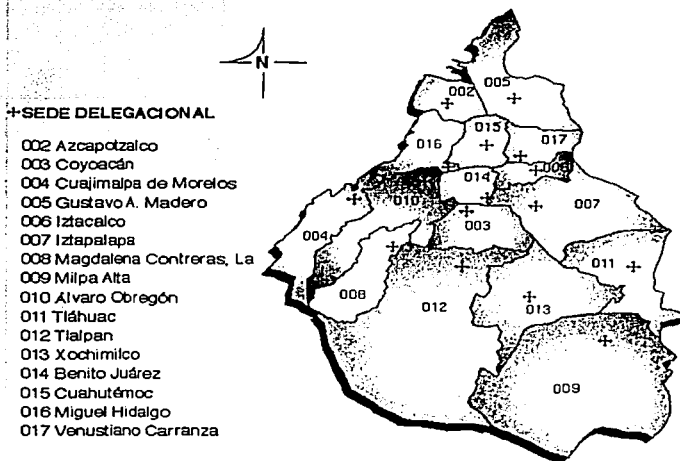 N
+SEDE DELEGACIONAL
002 Azcapotzalco
003 Coyoacán
004 Cuajimalpa de Morelos
005 Gustavo A. Madero
006 Iztacalco
007 Iztapalapa
008 Magdalena Contreras, La
009 Milpa Alta
010 Alvaro Obregón
011 Tláhuac
012 Tlalpan
013 Xochimilco
014 Benito Juárez
015 Cuahutémoc
016 Miguel Hidalgo
017 Venustiano Carranza
002
005
015
017
016
014
010
007
003
004
011
008
012
013
009